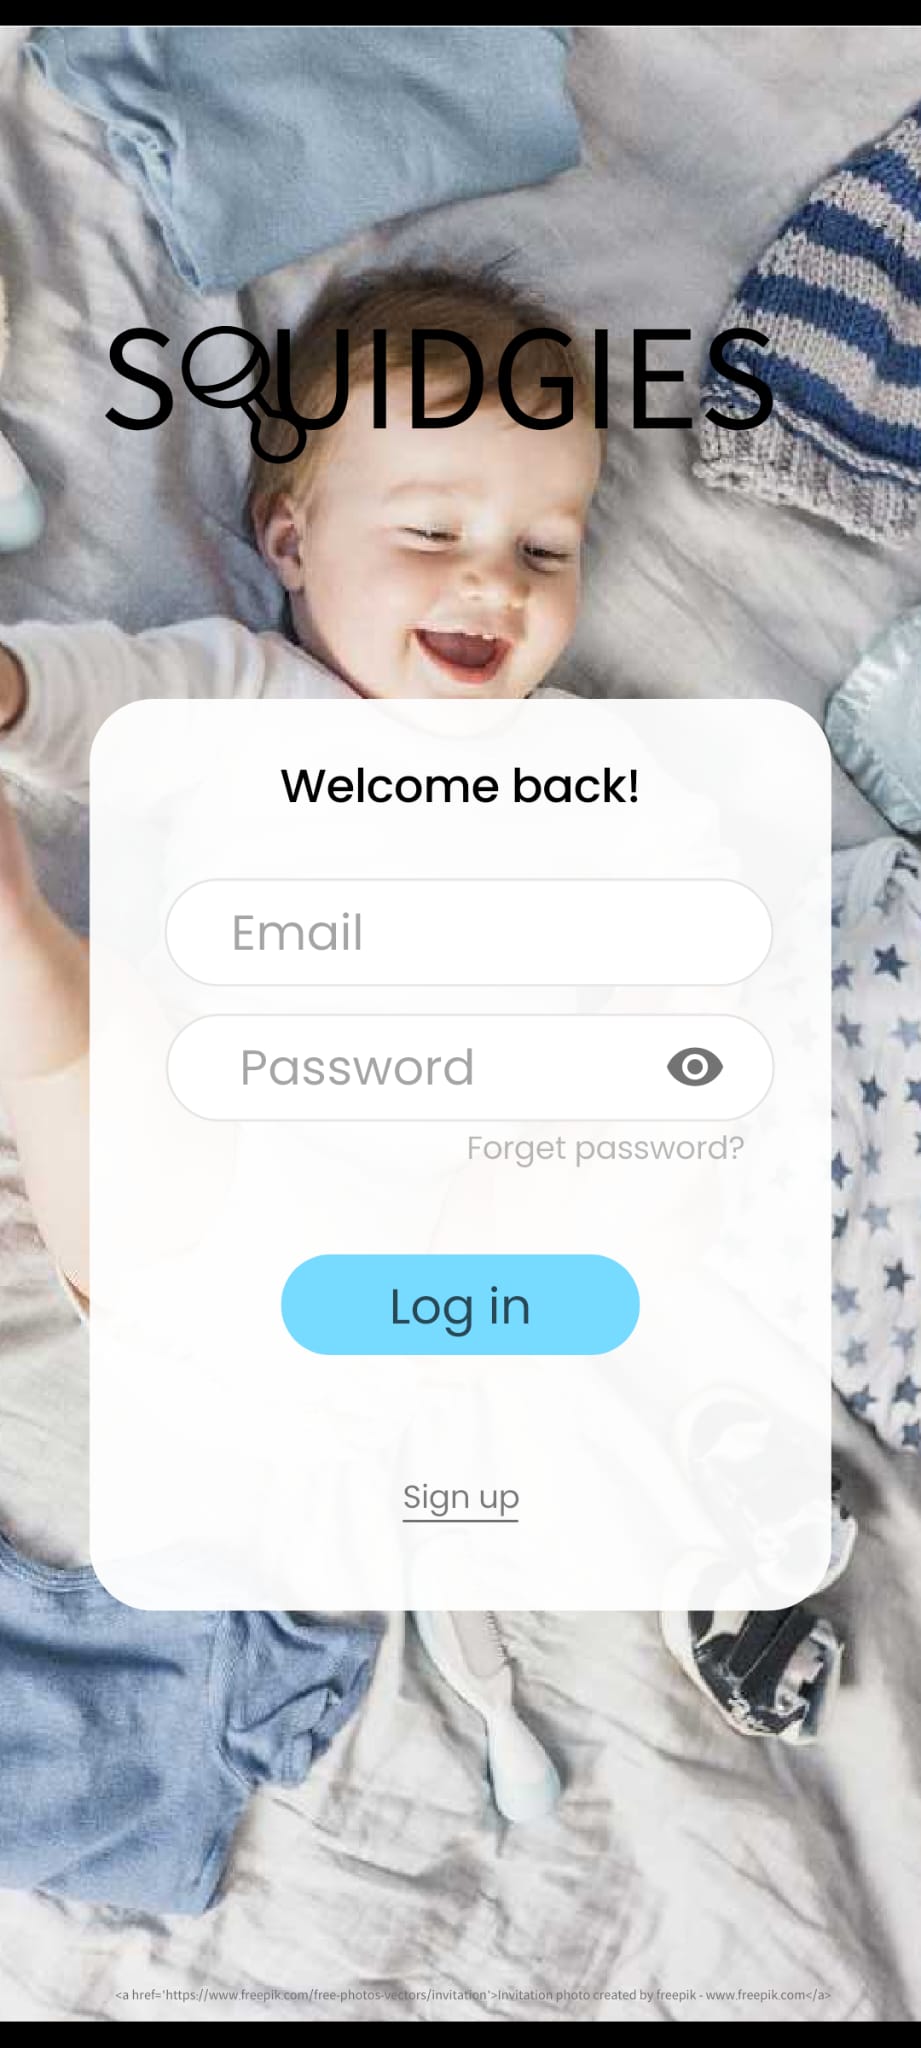 SQUIDGIES
Welcome back!
Email
Password
Forget password?
Log in
Sign up
<a href='https://www.freepik.com/free-photos-vectors/invitation'>Invitation photo created by freepik - www.freepik.com</a>